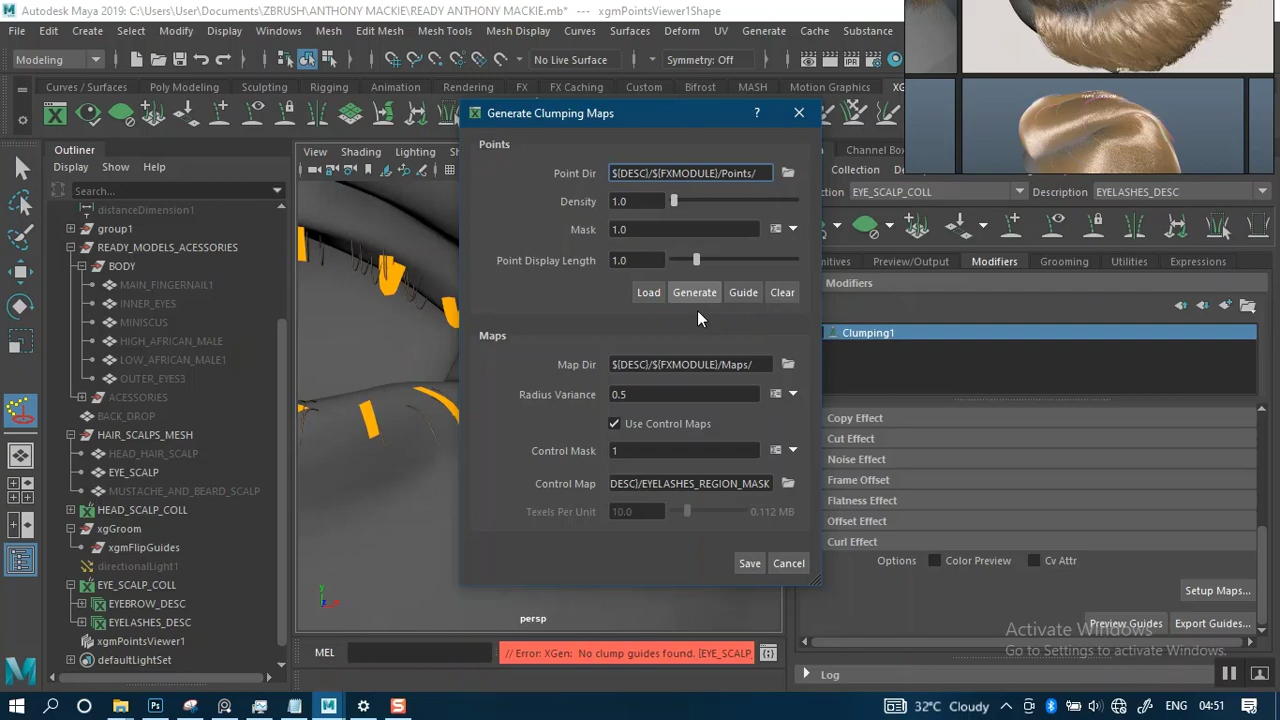 Autodesk Maya 2019: C:\Users\User\Documents\ZBRUSH\ANTHONY MACKIE\READY ANTHONY MACKIE.mb* - xgmPointsViewer1Shape
File Edit Create Select Modify Display Windows Mesh Edit Mesh Mesh Tools Mesh Display Curves Surfaces Deform UV Generate Cache Substance
Modeling No Live Surface Symmetry: Off
Curves / Surfaces Poly Modeling Sculpting Rigging Animation Rendering FX FX Caching Custom Bifrost MASH Motion Graphics
Generate Clumping Maps ?
Outliner
Display Show Help
Search...
distanceDimension1
group1
READY_MODELS_ACESSORIES
BODY
MAIN_FINGERNAIL1
INNER_EYES
MINISCUS
HIGH_AFRICAN_MALE
LOW_AFRICAN_MALE1
OUTER_EYES3
ACESSORIES
BACK_DROP
HAIR_SCALPS_MESH
HEAD_HAIR_SCALP
EYE_SCALP
MUSTACHE_AND_BEARD_SCALP
HEAD_SCALP_COLL
xgGroom
xgmFlipGuides
directionalLight1
EYE_SCALP_COLL
EYEBROW_DESC
EYELASHES_DESC
xgmPointsViewer1
defaultLightSet
View Shading Lighting
persp
Points
Point Dir ${DESC}/${FXMODULE}/Points/
Density 1.0
Mask 1.0
Point Display Length 1.0
Load Generate Guide Clear
Maps
Map Dir ${DESC}/${FXMODULE}/Maps/
Radius Variance 0.5
Use Control Maps
Control Mask 1
Control Map DESC}/EYELASHES_REGION_MASK
Texels Per Unit 10.0 0.112 MB
Save Cancel
Channel Box
EYE_SCALP_COLL Description EYELASHES_DESC
Preview/Output Modifiers Grooming Utilities Expressions
Modifiers
Clumping1
Copy Effect
Cut Effect
Noise Effect
Frame Offset
Flatness Effect
Offset Effect
Curl Effect
Options Color Preview Cv Attr
Setup Maps...
Preview Guides Export Guides...
Activate Windows
Go to Settings to activate Windows.
Log
MEL // Error: XGen: No clump guides found. [EYE_SCALP_
32°C Cloudy ENG 04:51